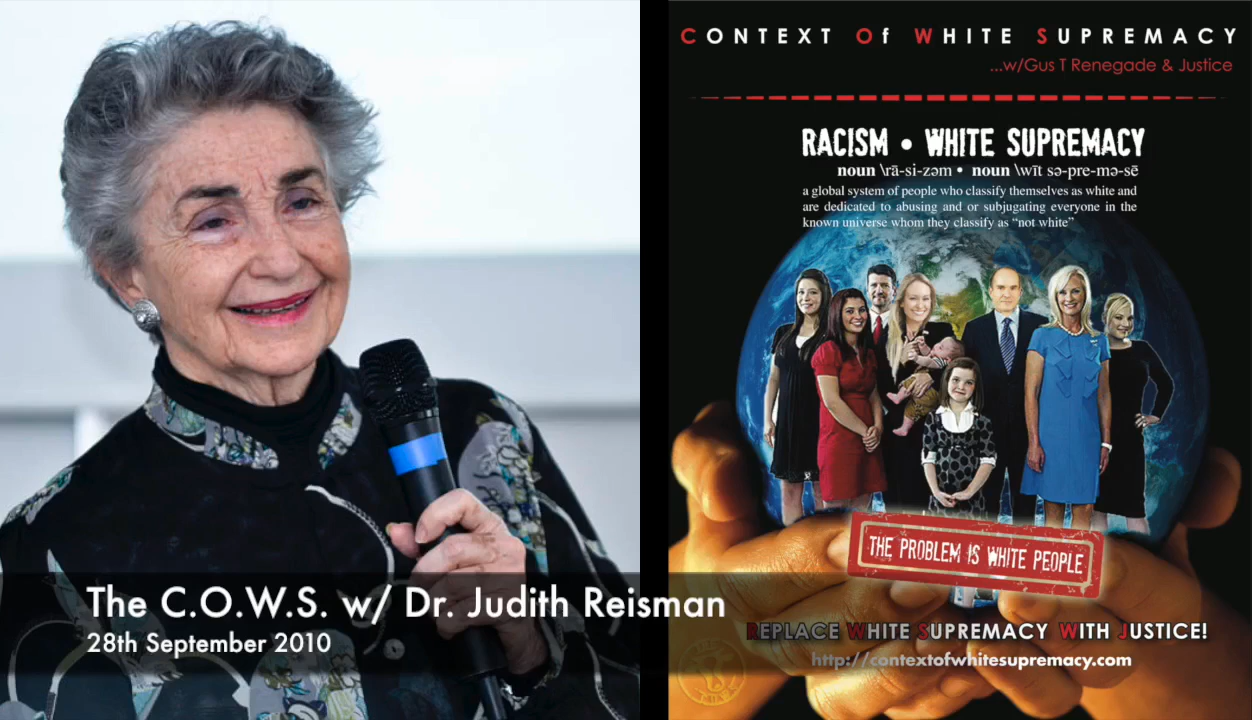 CONTEXT Of WHITE SUPREMACY
...w/Gus T Renegade & Justice
RACISM • WHITE SUPREMACY
noun \rā-si-zəm • noun \wīt sə-pre-mə-sē
a global system of people who classify themselves as white and
are dedicated to abusing and or subjugating everyone in the
known universe whom they classify as “not white”
THE PROBLEM IS WHITE PEOPLE
The C.O.W.S. w/ Dr. Judith Reisman
28th September 2010
REPLACE WHITE SUPREMACY WITH JUSTICE!
http://contextofwhitesupremacy.com